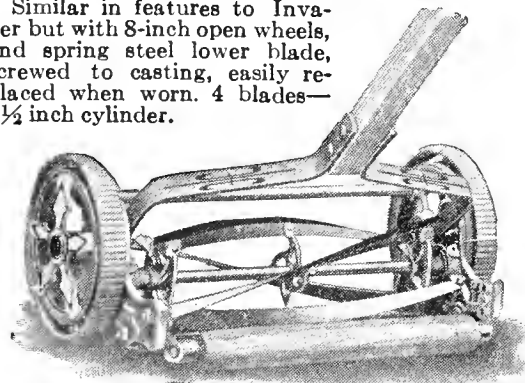 Similar in features to Inva-
er but with 8-inch open wheels,
nd spring steel lower blade,
crewed to casting, easily re-
laced when worn. 4 blades—
½ inch cylinder.